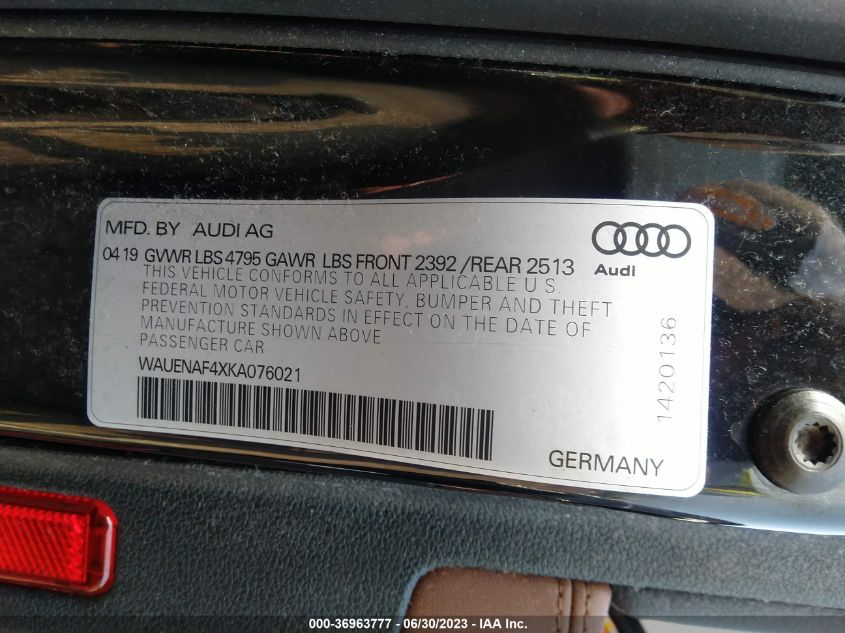 MFD. BY AUDI AG
04 19 GVWR LBS 4795 GAWR LBS FRONT 2392 /REAR 2513
THIS VEHICLE CONFORMS TO ALL APPLICABLE U S
FEDERAL MOTOR VEHICLE SAFETY, BUMPER AND THEFT
PREVENTION STANDARDS IN EFFECT ON THE DATE OF
MANUFACTURE SHOWN ABOVE
PASSENGER CAR
WAUENAF4XKA076021
Audi
1420136
GERMANY
000-36963777 - 06/30/2023 - IAA Inc.